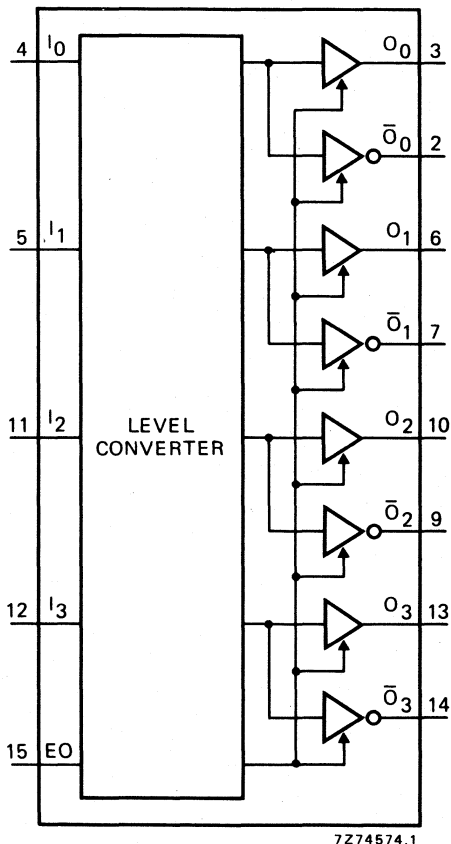 4 I0 O0 3
Ō0 2
5 I1 O1 6
Ō1 7
11 I2 O2 10
LEVEL
CONVERTER
Ō2 9
12 I3 O3 13
Ō3 14
15 EO
7Z74574.1